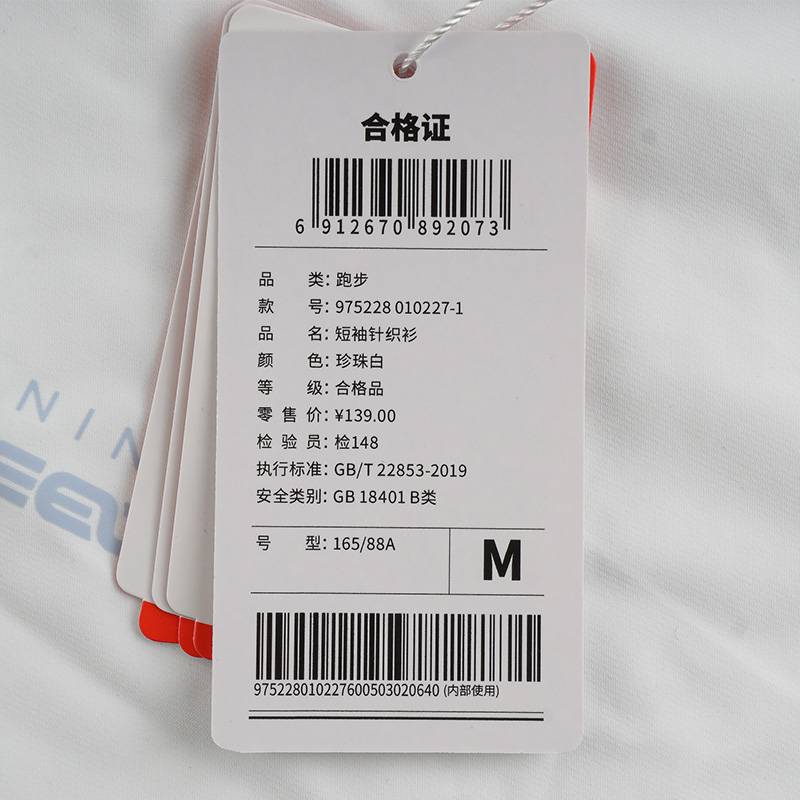 合格证
6 912670 892073
品 类：跑步
款 号：975228 010227-1
品 名：短袖针织衫
颜 色：珍珠白
等 级：合格品
零 售 价：¥139.00
检 验 员：检148
执行标准：GB/T 22853-2019
安全类别：GB 18401 B类
号 型：165/88A
M
975228010227600503020640 (内部使用)
NIN